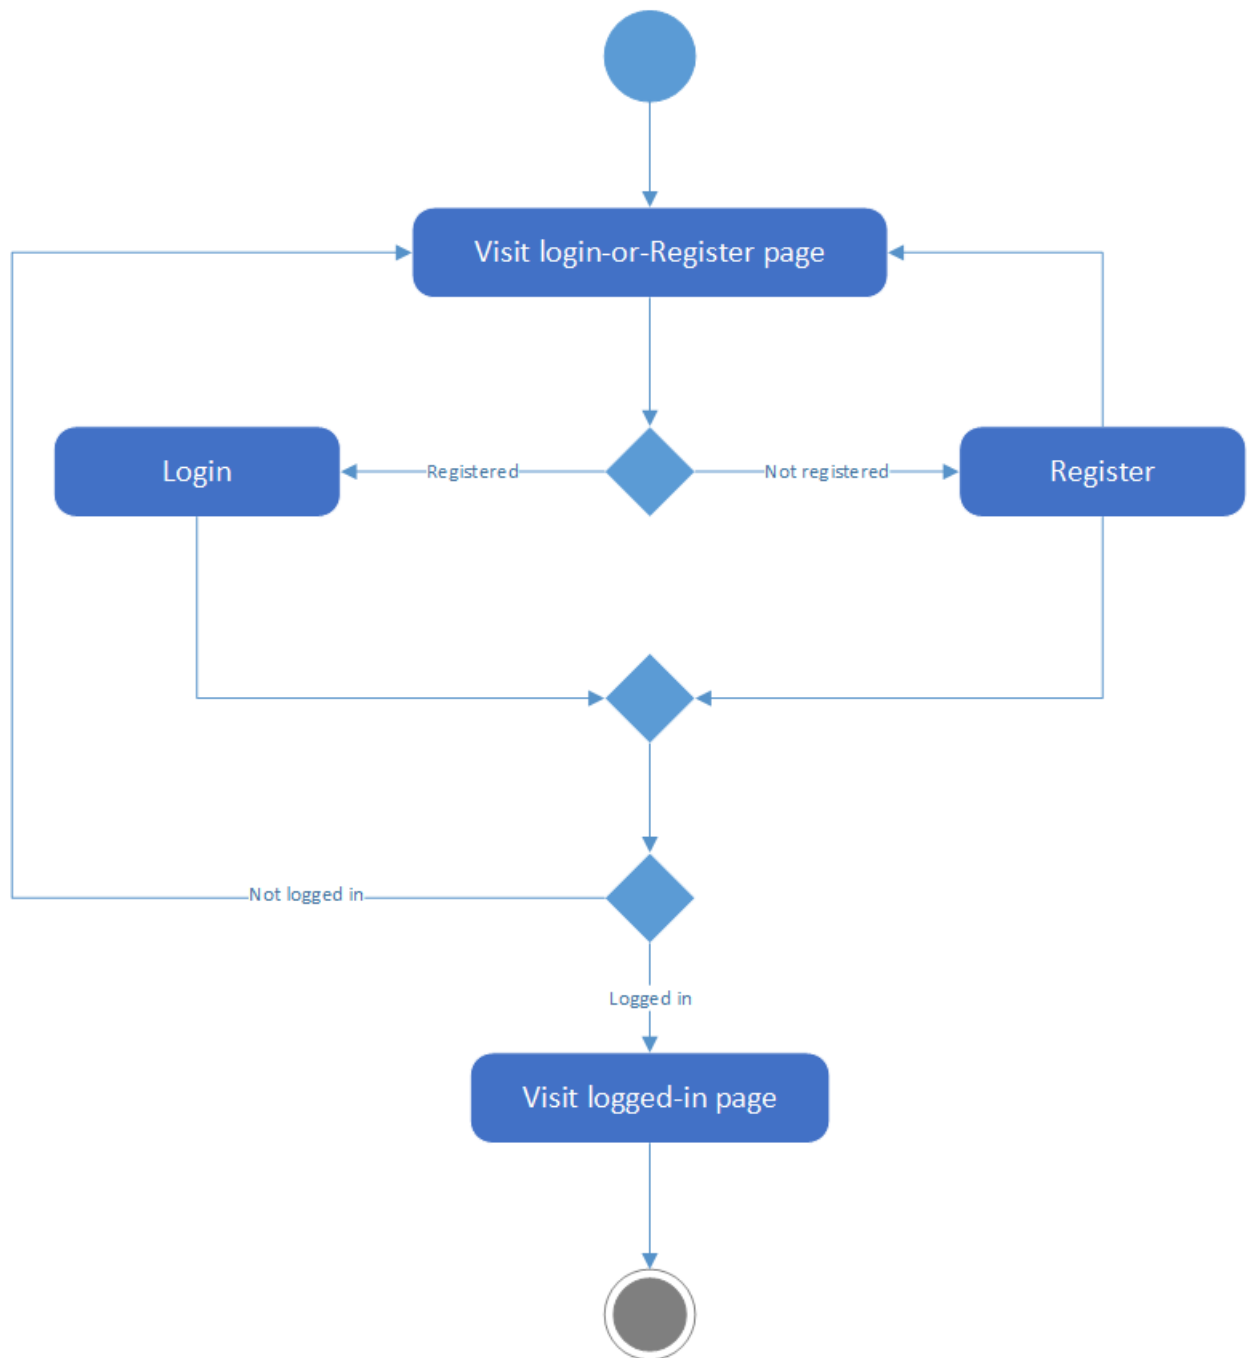 Visit login-or-Register page
Login
Registered
Not registered
Register
Not logged in
Logged in
Visit logged-in page